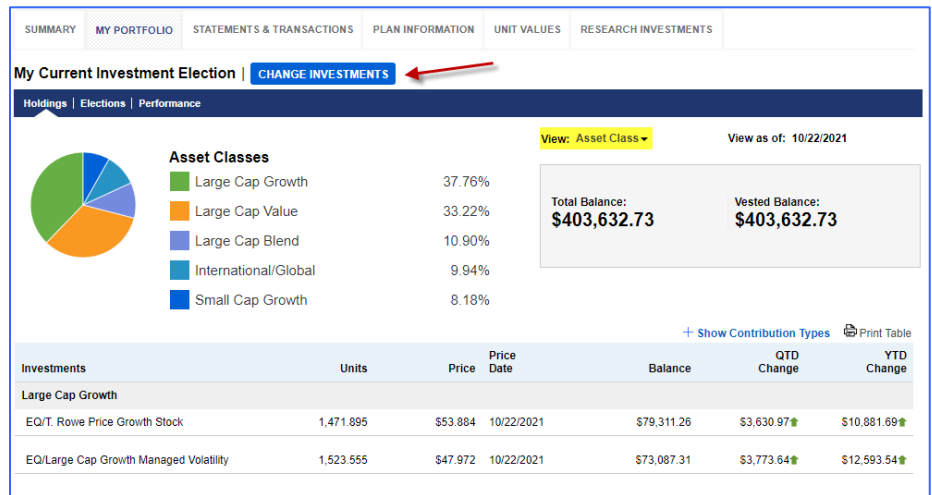 SUMMARY MY PORTFOLIO STATEMENTS & TRANSACTIONS PLAN INFORMATION UNIT VALUES RESEARCH INVESTMENTS
My Current Investment Election | CHANGE INVESTMENTS
Holdings | Elections | Performance
View: Asset Class View as of: 10/22/2021
Asset Classes
Large Cap Growth 37.76%
Large Cap Value 33.22%
Large Cap Blend 10.90%
International/Global 9.94%
Small Cap Growth 8.18%
Total Balance: Vested Balance:
$403,632.73 $403,632.73
+ Show Contribution Types Print Table
Investments Units Price Price Date Balance QTD Change YTD Change
Large Cap Growth
EQ/T. Rowe Price Growth Stock 1,471.895 $53.884 10/22/2021 $79,311.26 $3,630.97 $10,881.69
EQ/Large Cap Growth Managed Volatility 1,523.555 $47.972 10/22/2021 $73,087.31 $3,773.64 $12,593.54